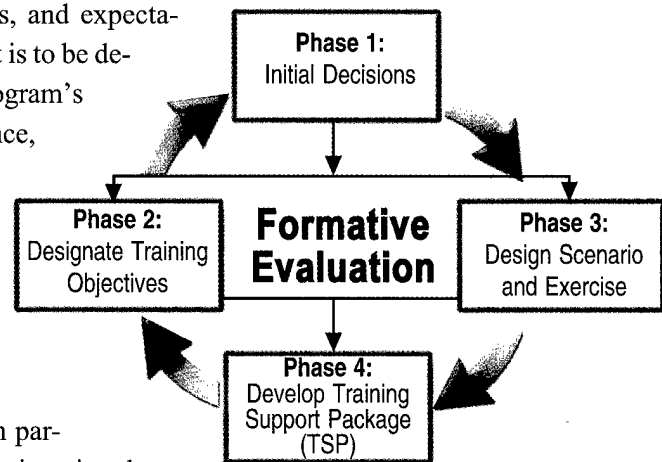 s, and expecta-
t is to be de-
ogram's
nce,
Phase 1:
Initial Decisions
Phase 2:
Designate Training
Objectives
Formative
Evaluation
Phase 3:
Design Scenario
and Exercise
Phase 4:
Develop Training
Support Package
(TSP)
n par-